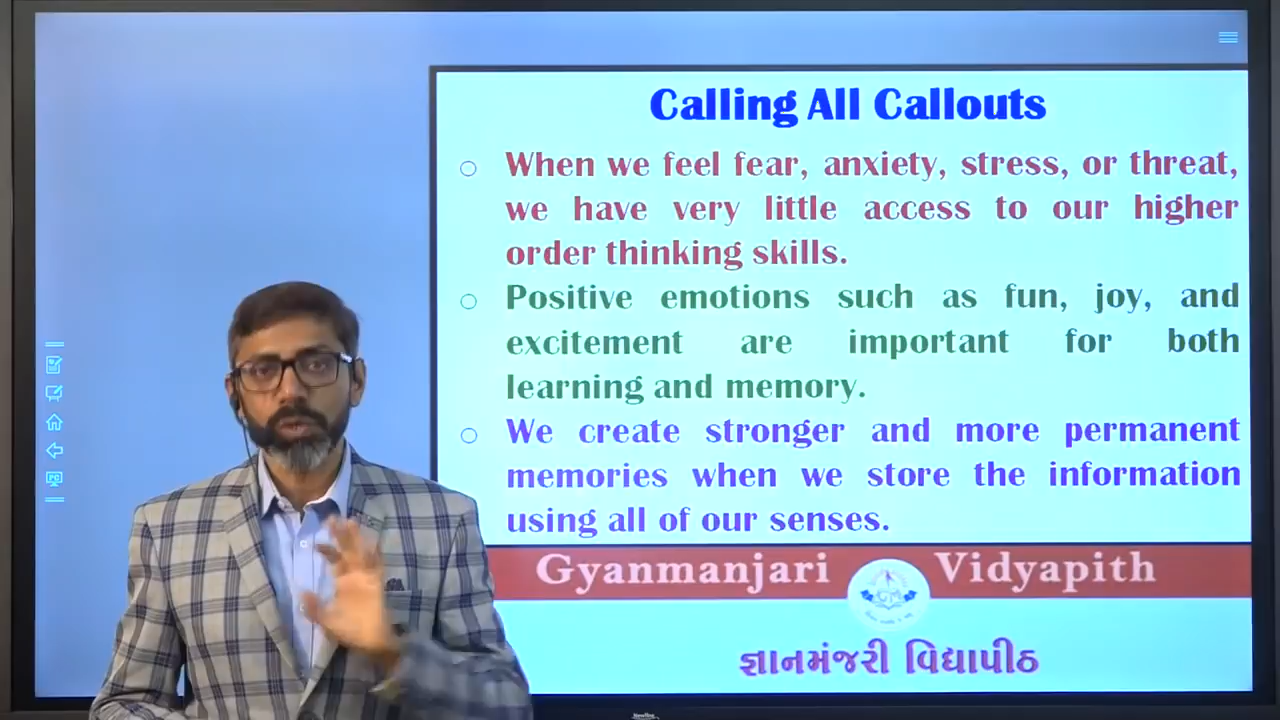 Calling All Callouts
When we feel fear, anxiety, stress, or threat,
we have very little access to our higher
order thinking skills.
Positive emotions such as fun, joy, and
excitement are important for both
learning and memory.
We create stronger and more permanent
memories when we store the information
using all of our senses.
Gyanmanjari Vidyapith
જ્ઞાનમંજરી વિદ્યાપીઠ